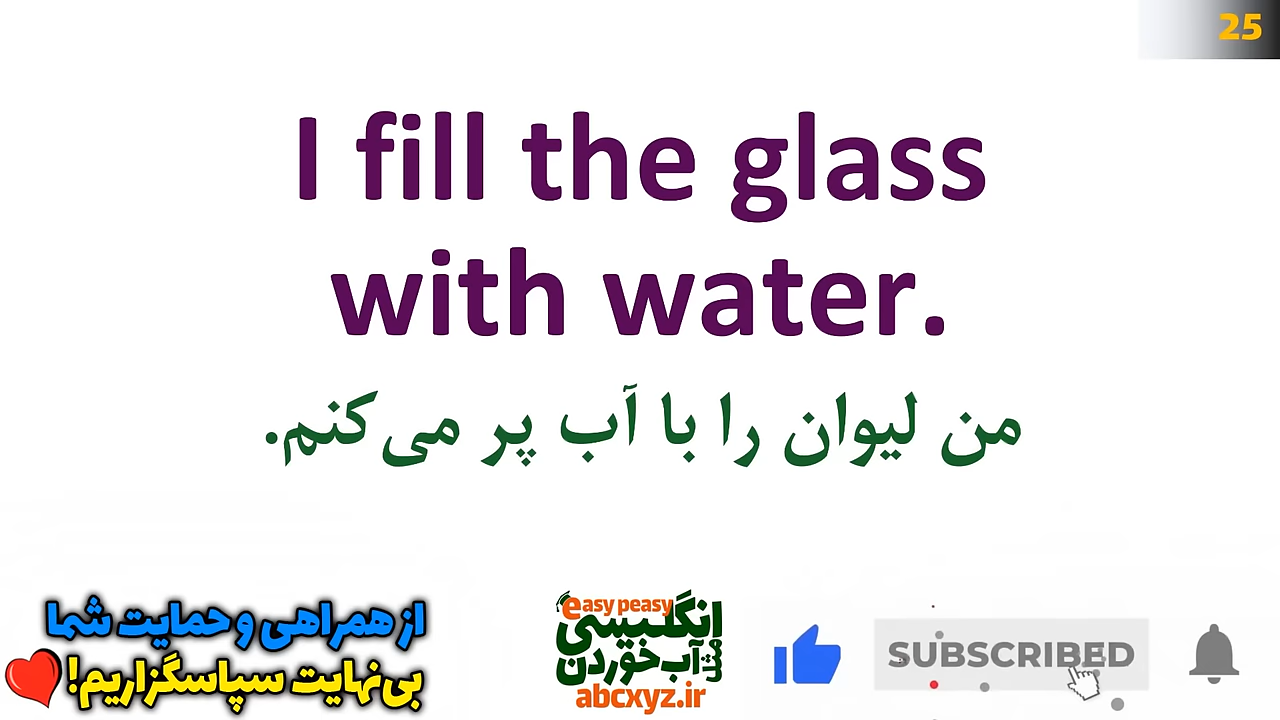 25
I fill the glass
with water.
من لیوان را با آب پر می‌کنم.
از همراهی و حمایت شما
بی‌نهایت سپاسگزاریم!
easy peasy
انگلیسی
مثل آب خوردن
abcxyz.ir
SUBSCRIBED